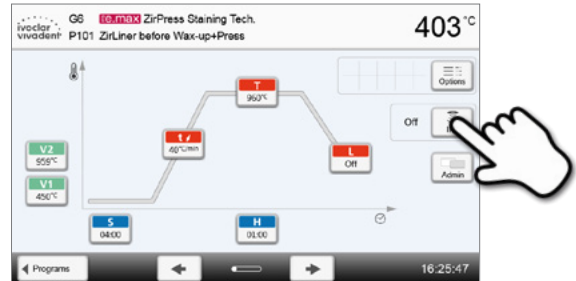 ivoclar vivadent
G6 IPS e.max ZirPress Staining Tech.
P101 ZirLiner before Wax-up+Press
403 °C
T
960°C
Options
Off
40°C/min
V2
959°C
L
Off
Admin
V1
450°C
S
04:00
H
01:00
Programs
16:25:47